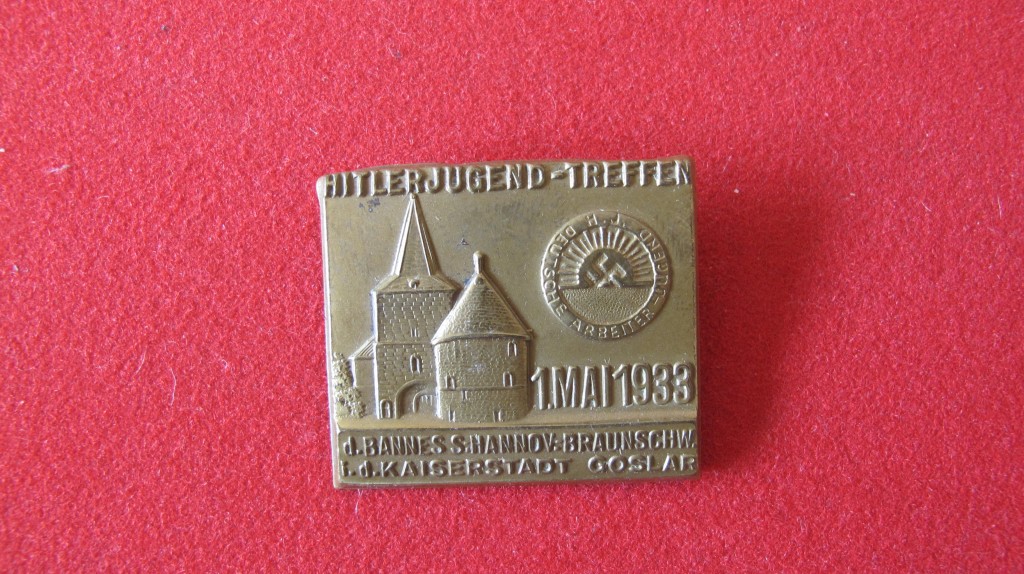 HITLERJUGEND=TREFFEN
H.J. DEUTSCHE ARBEITER JUGEND
1.MAI 1933
d.BANNES S.HANNOV.-BRAUNSCHW.
i.d.KAISERSTADT GOSLAR